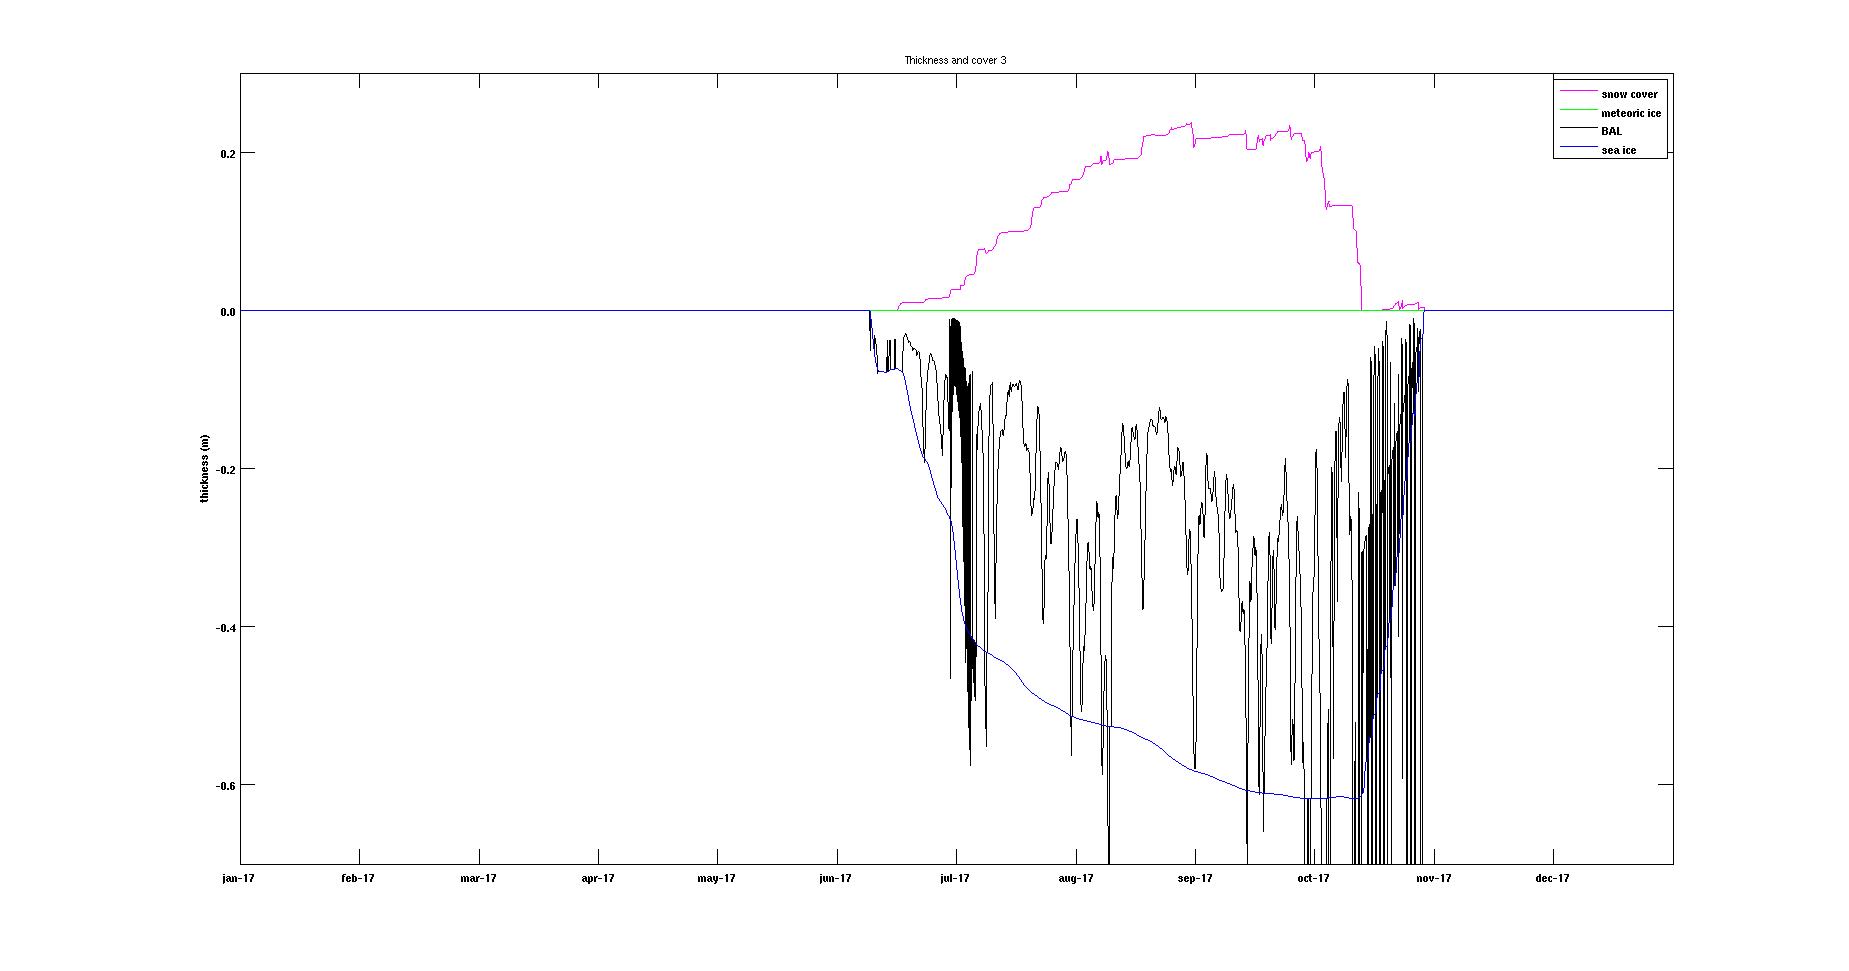 Thickness and cover 3
snow cover
meteoric ice
BAL
sea ice
thickness (m)
0.2
0.0
-0.2
-0.4
-0.6
jan-17 feb-17 mar-17 apr-17 may-17 jun-17 jul-17 aug-17 sep-17 oct-17 nov-17 dec-17